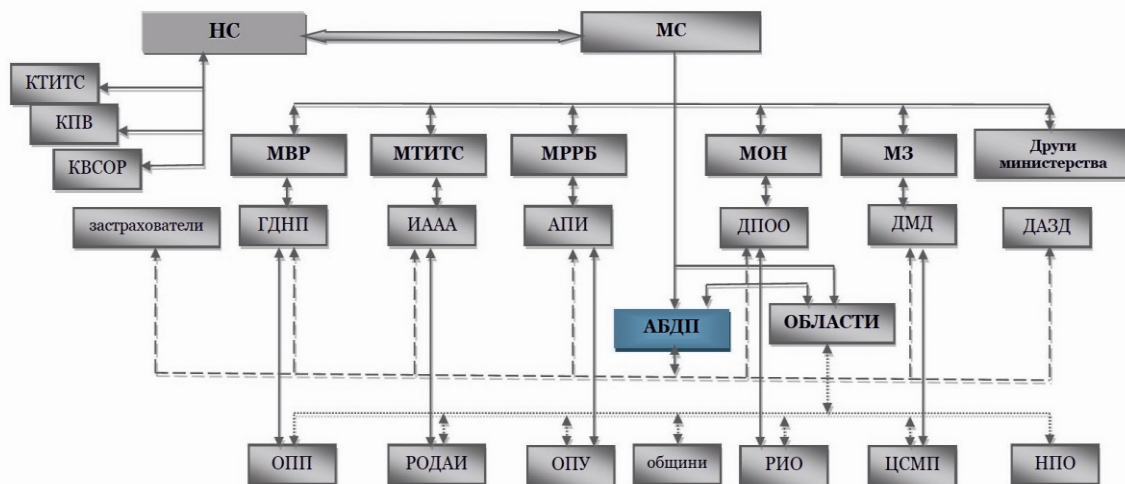 НС
МС
КТИТС
КПВ
КВСОР
МВР
МТИТС
МРРБ
МОН
МЗ
Други
министерства
застрахователи
ГДНП
ИААА
АПИ
ДПОО
ДМД
ДАЗД
АБДП
ОБЛАСТИ
ОПП
РОДАИ
ОПУ
общини
РИО
ЦСМП
НПО